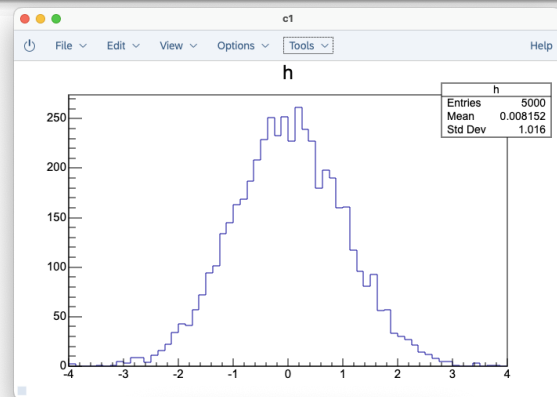 c1
File Edit View Options Tools Help
h
h
Entries 5000
Mean 0.008152
Std Dev 1.016
250
200
150
100
50
0
-4 -3 -2 -1 0 1 2 3 4